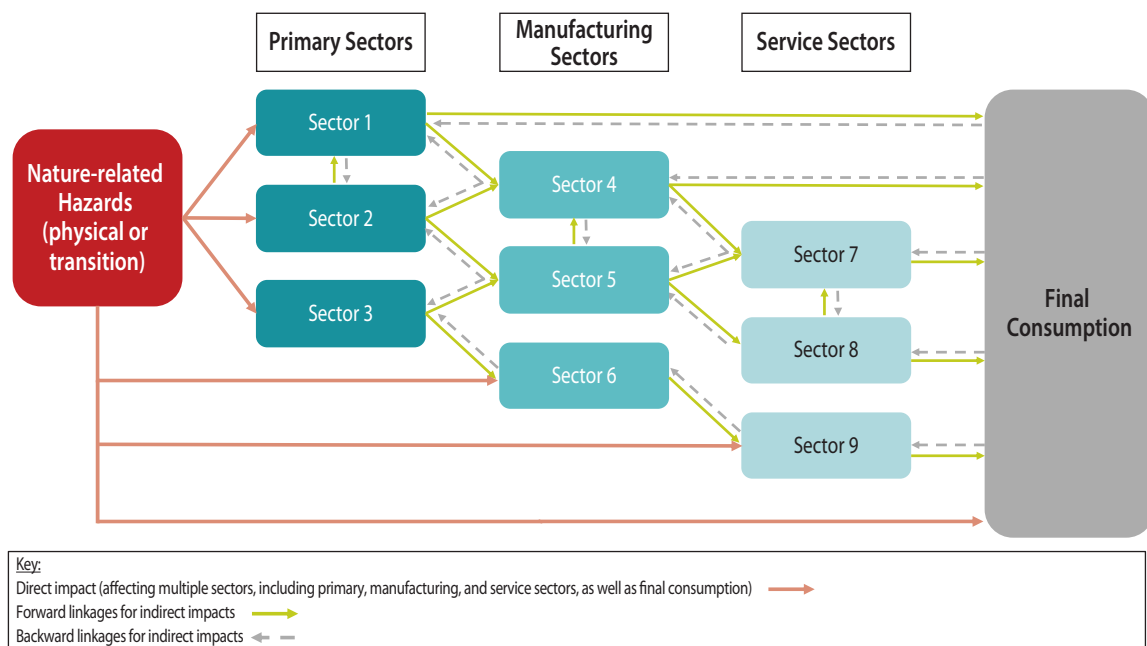 Primary Sectors
Manufacturing
Sectors
Service Sectors
Nature-related
Hazards
(physical or
transition)
Sector 1
Sector 2
Sector 3
Sector 4
Sector 5
Sector 6
Sector 7
Sector 8
Sector 9
Final
Consumption
Key:
Direct impact (affecting multiple sectors, including primary, manufacturing, and service sectors, as well as final consumption)
Forward linkages for indirect impacts
Backward linkages for indirect impacts